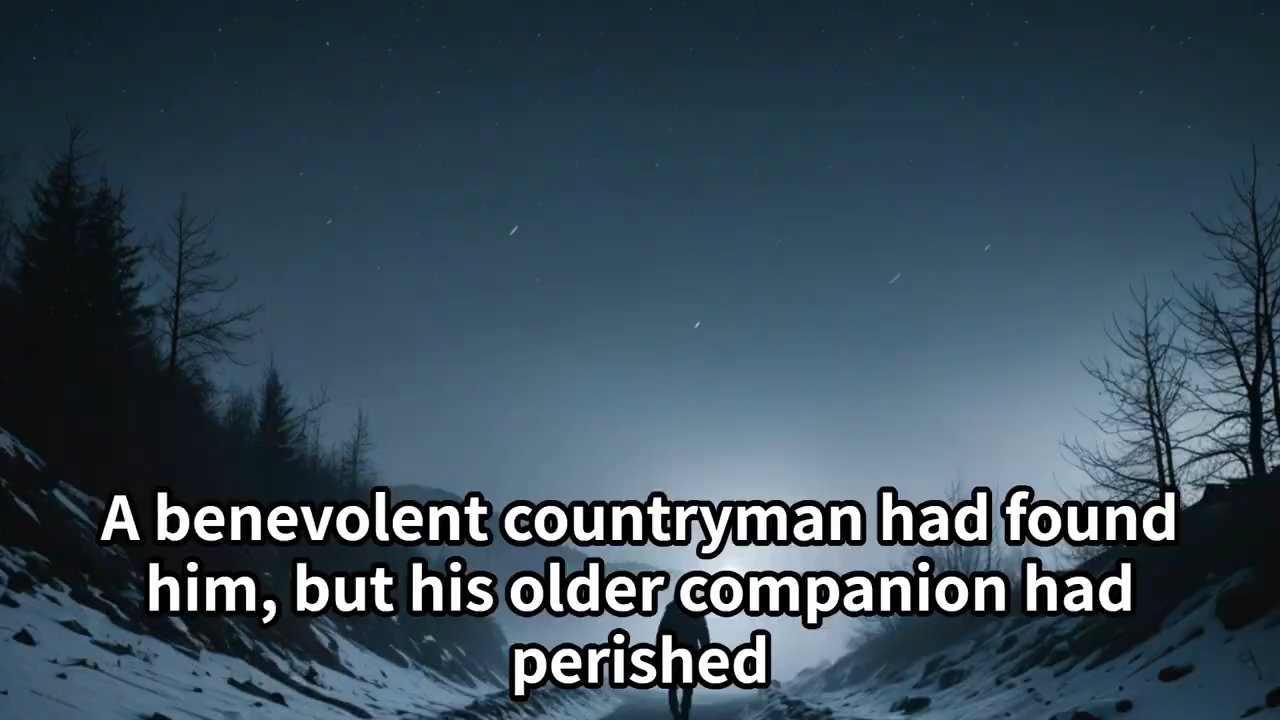 A benevolent countryman had found
him, but his older companion had
perished